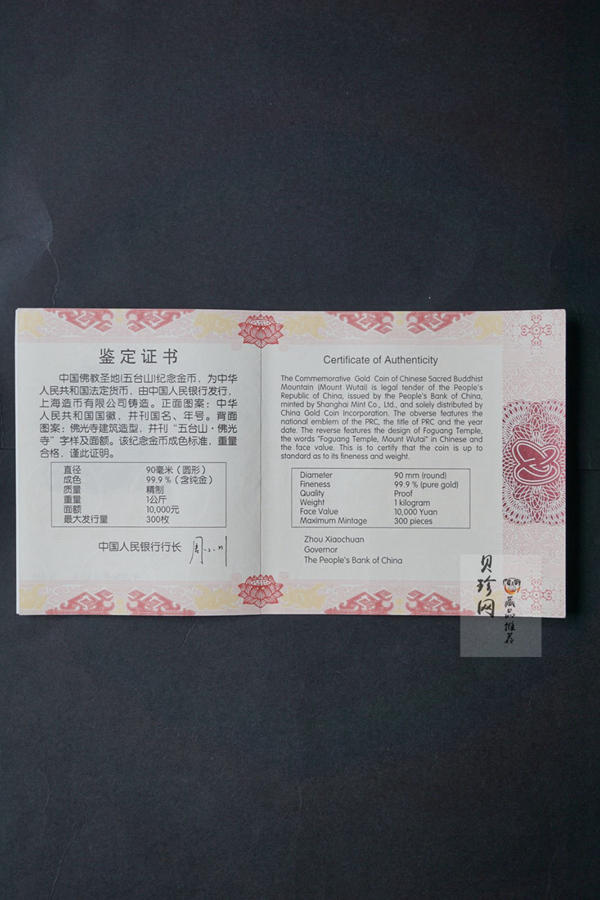 鉴定证书
中国佛教圣地(五台山)纪念金币，为中华
人民共和国法定货币，由中国人民银行发行，
上海造币有限公司铸造。正面图案：中华
人民共和国国徽，并刊国名、年号。背面
图案：佛光寺建筑造型，并刊“五台山·佛光
寺”字样及面额。该纪念金币成色标准，重量
合格，谨此证明。
直径 90毫米（圆形）
成色 99.9％（含纯金）
质量 精制
重量 1公斤
面额 10,000元
最大发行量 300枚
中国人民银行行长 周小川
Certificate of Authenticity
The Commemorative Gold Coin of Chinese Sacred Buddhist
Mountain (Mount Wutai) is legal tender of the People's
Republic of China, issued by the People's Bank of China,
minted by Shanghai Mint Co., Ltd., and solely distributed by
China Gold Coin Incorporation. The obverse features the
national emblem of the PRC, the title of PRC and the year
date. The reverse features the design of Foguang Temple,
the words "Foguang Temple, Mount Wutai" in Chinese and
the face value. This is to certify that the coin is up to
standard as to its fineness and weight.
Diameter 90 mm (round)
Fineness 99.9 % (pure gold)
Quality Proof
Weight 1 kilogram
Face Value 10,000 Yuan
Maximum Mintage 300 pieces
Zhou Xiaochuan
Governor
The People's Bank of China
贝珍网
藏品推荐